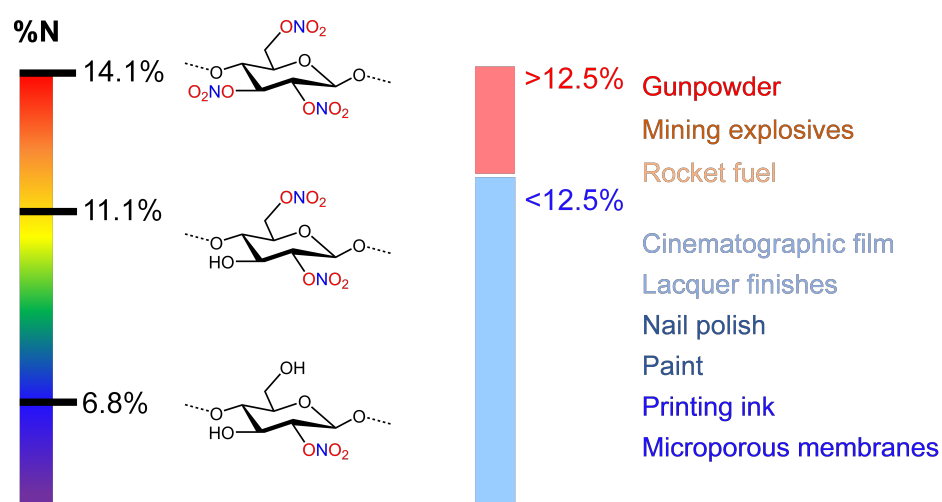 %N
14.1%
ONO₂
O
O
O
O₂NO
ONO₂
11.1%
ONO₂
O
O
O
HO
ONO₂
6.8%
OH
O
O
O
HO
ONO₂
>12.5%
Gunpowder
Mining explosives
Rocket fuel
<12.5%
Cinematographic film
Lacquer finishes
Nail polish
Paint
Printing ink
Microporous membranes